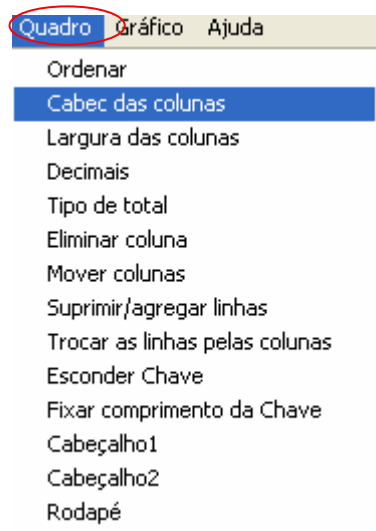 Quadro Gráfico Ajuda
Ordenar
Cabec das colunas
Largura das colunas
Decimais
Tipo de total
Eliminar coluna
Mover colunas
Suprimir/agregar linhas
Trocar as linhas pelas colunas
Esconder Chave
Fixar comprimento da Chave
Cabeçalho1
Cabeçalho2
Rodapé